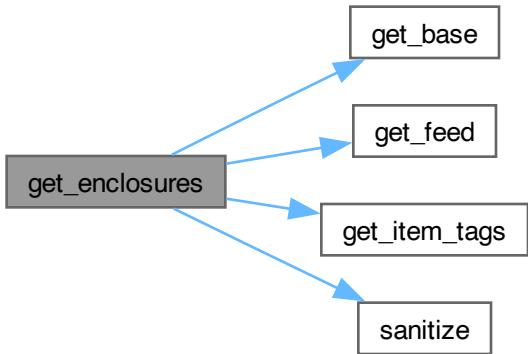 get_base
get_feed
get_enclosures
get_item_tags
sanitize